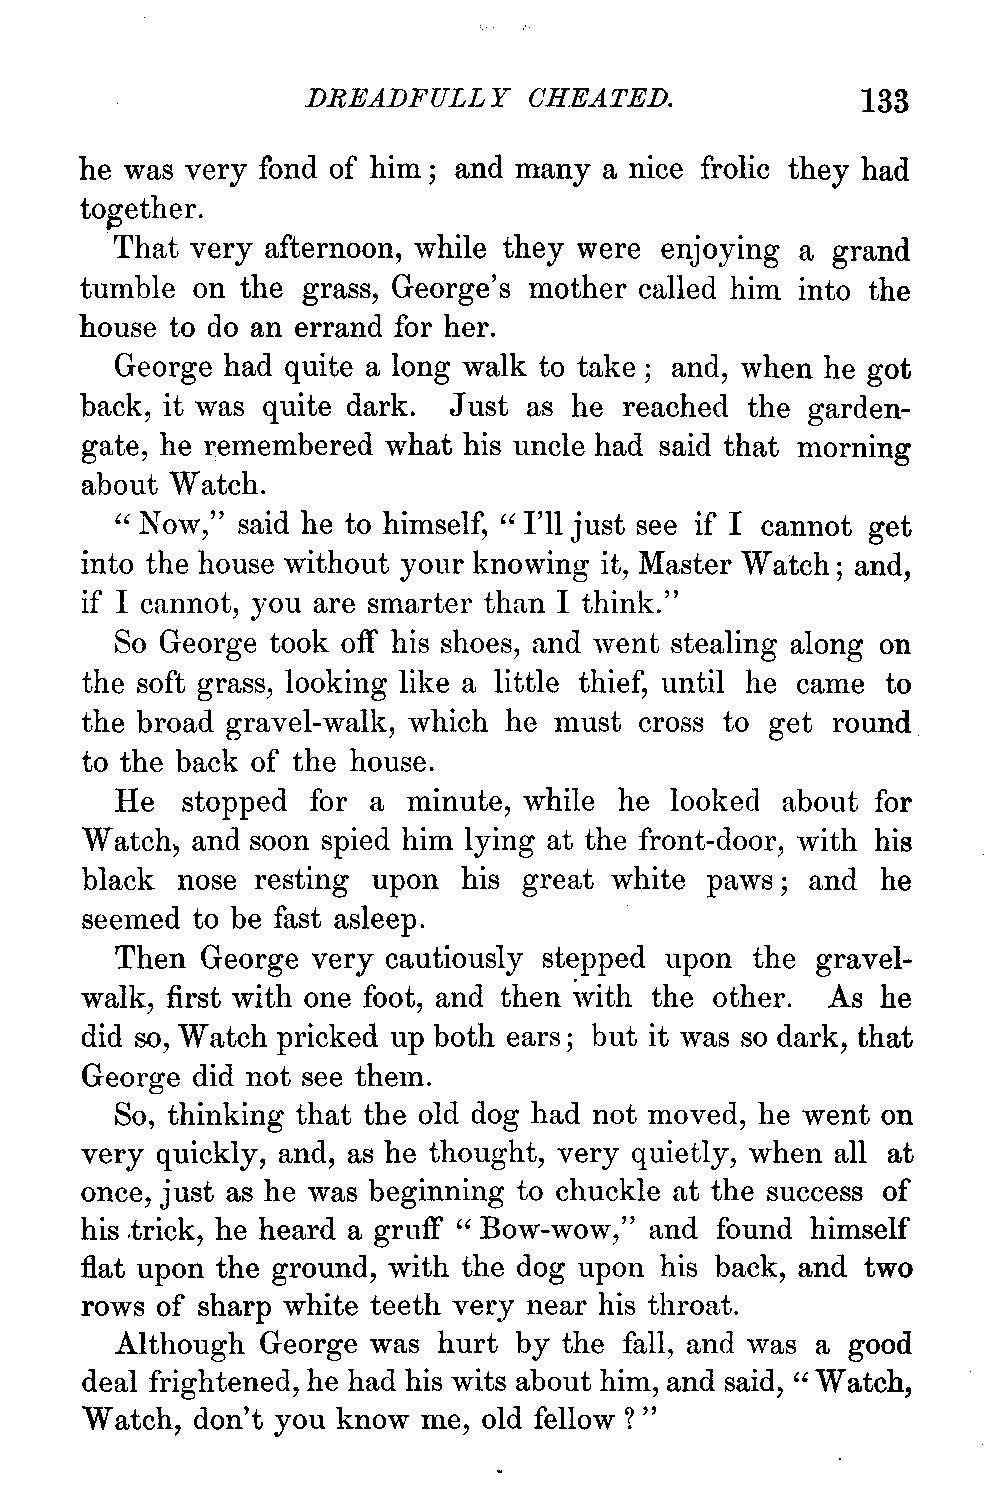 DREADFULLY CHEATED. 133
he was very fond of him; and many a nice frolic they had
together.
That very afternoon, while they were enjoying a grand
tumble on the grass, George's mother called him into the
house to do an errand for her.
George had quite a long walk to take; and, when he got
back, it was quite dark. Just as he reached the garden-
gate, he remembered what his uncle had said that morning
about Watch.
"Now," said he to himself, "I'll just see if I cannot get
into the house without your knowing it, Master Watch; and,
if I cannot, you are smarter than I think."
So George took off his shoes, and went stealing along on
the soft grass, looking like a little thief, until he came to
the broad gravel-walk, which he must cross to get round
to the back of the house.
He stopped for a minute, while he looked about for
Watch, and soon spied him lying at the front-door, with his
black nose resting upon his great white paws; and he
seemed to be fast asleep.
Then George very cautiously stepped upon the gravel-
walk, first with one foot, and then with the other. As he
did so, Watch pricked up both ears; but it was so dark, that
George did not see them.
So, thinking that the old dog had not moved, he went on
very quickly, and, as he thought, very quietly, when all at
once, just as he was beginning to chuckle at the success of
his trick, he heard a gruff "Bow-wow," and found himself
flat upon the ground, with the dog upon his back, and two
rows of sharp white teeth very near his throat.
Although George was hurt by the fall, and was a good
deal frightened, he had his wits about him, and said, "Watch,
Watch, don't you know me, old fellow?"